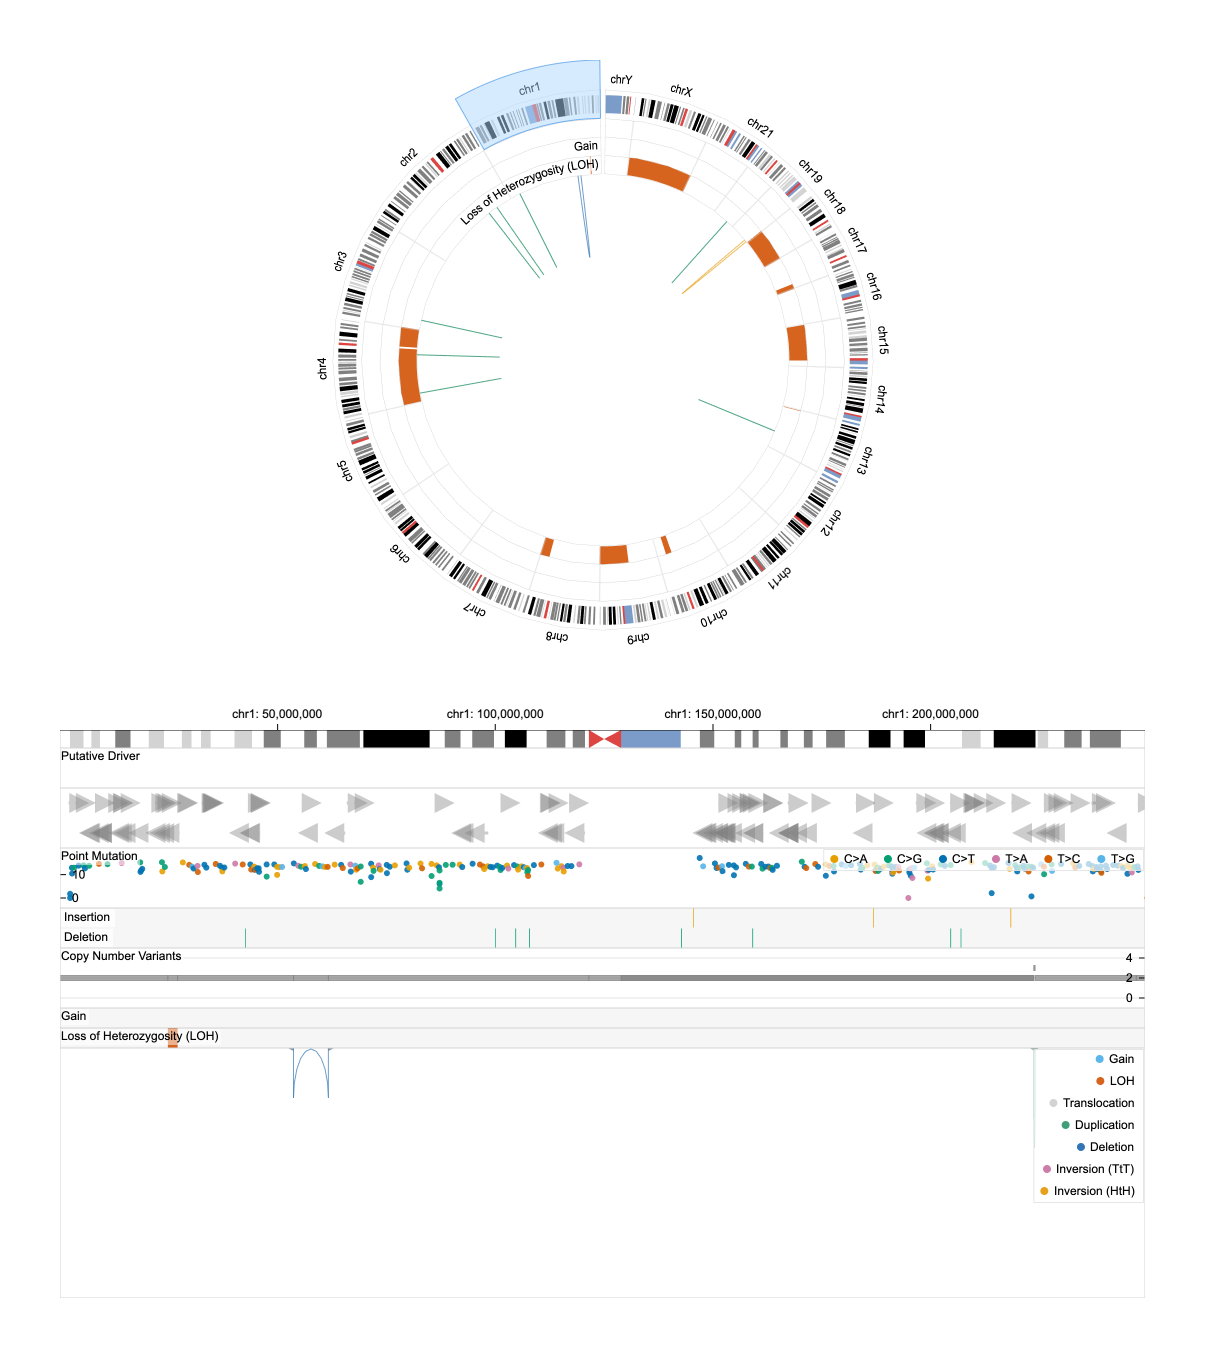 chr1
chrY
chrX
chr21
chr19
chr18
chr17
chr16
chr15
chr14
chr13
chr12
chr11
chr10
chr9
chr8
chr7
chr6
chr5
chr4
chr3
chr2
Gain
Loss of Heterozygosity (LOH)
chr1: 50,000,000 chr1: 100,000,000 chr1: 150,000,000 chr1: 200,000,000
Putative Driver
Point Mutation
C>A C>G C>T T>A T>C T>G
10
0
Insertion
Deletion
Copy Number Variants
4
2
0
Gain
Loss of Heterozygosity (LOH)
Gain
LOH
Translocation
Duplication
Deletion
Inversion (TtT)
Inversion (HtH)